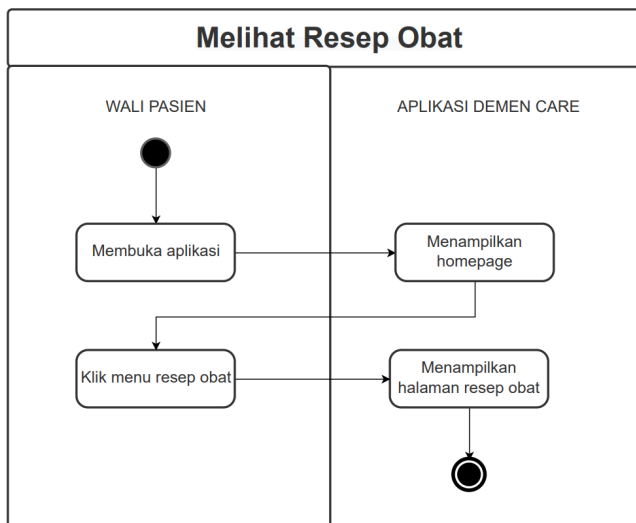 Melihat Resep Obat
WALI PASIEN
APLIKASI DEMEN CARE
Membuka aplikasi
Menampilkan
homepage
Klik menu resep obat
Menampilkan
halaman resep obat